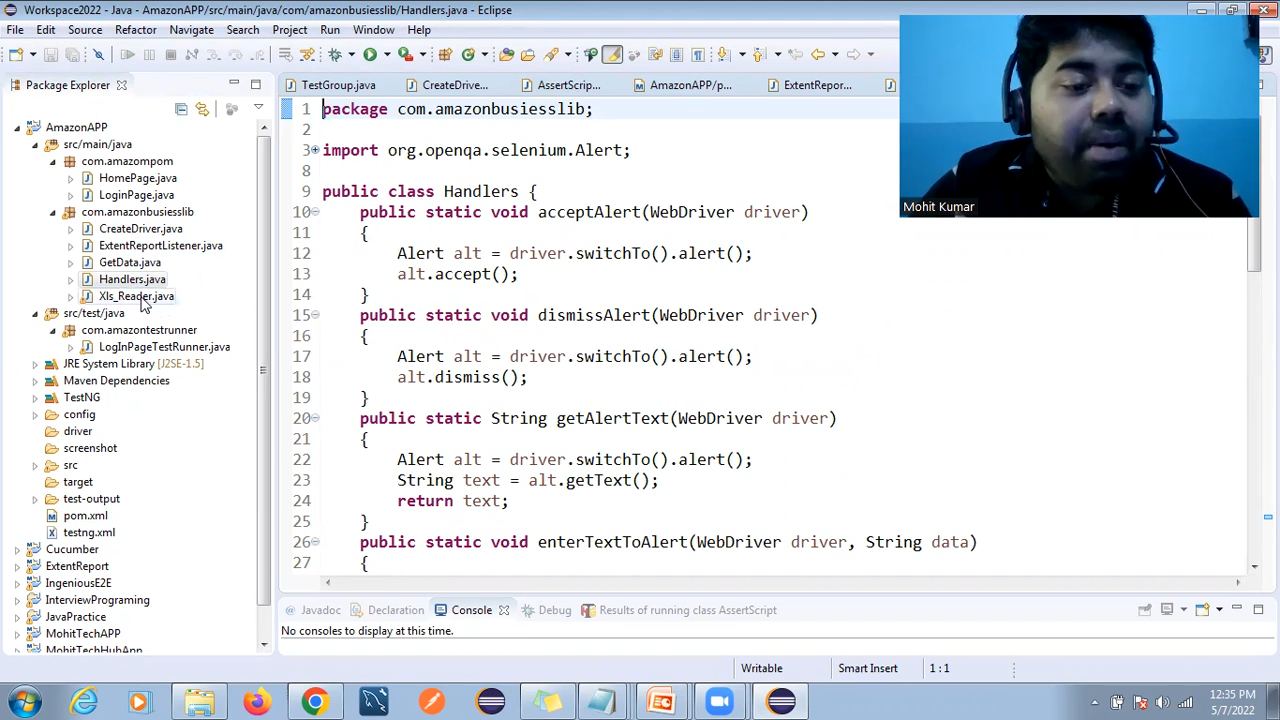 Workspace2022 - Java - AmazonAPP/src/main/java/com/amazonbusiesslib/Handlers.java - Eclipse
File Edit Source Refactor Navigate Search Project Run Window Help
Package Explorer
TestGroup.java
CreateDrive...
AssertScrip...
AmazonAPP/p...
ExtentRepor...
AmazonAPP
src/main/java
com.amazompom
HomePage.java
LoginPage.java
com.amazonbusiesslib
CreateDriver.java
ExtentReportListener.java
GetData.java
Handlers.java
Xls_Reader.java
src/test/java
com.amazontestrunner
LogInPageTestRunner.java
JRE System Library [J2SE-1.5]
Maven Dependencies
TestNG
config
driver
screenshot
src
target
test-output
pom.xml
testng.xml
Cucumber
ExtentReport
IngeniousE2E
InterviewPrograming
JavaPractice
MohitTechAPP
MohitTechHubApp
1 package com.amazonbusiesslib;
2
3 import org.openqa.selenium.Alert;
8
9 public class Handlers {
10 public static void acceptAlert(WebDriver driver)
11 {
12 Alert alt = driver.switchTo().alert();
13 alt.accept();
14 }
15 public static void dismissAlert(WebDriver driver)
16 {
17 Alert alt = driver.switchTo().alert();
18 alt.dismiss();
19 }
20 public static String getAlertText(WebDriver driver)
21 {
22 Alert alt = driver.switchTo().alert();
23 String text = alt.getText();
24 return text;
25 }
26 public static void enterTextToAlert(WebDriver driver, String data)
27 {
Mohit Kumar
Javadoc Declaration Console Debug Results of running class AssertScript
No consoles to display at this time.
Writable Smart Insert 1 : 1
12:35 PM
5/7/2022